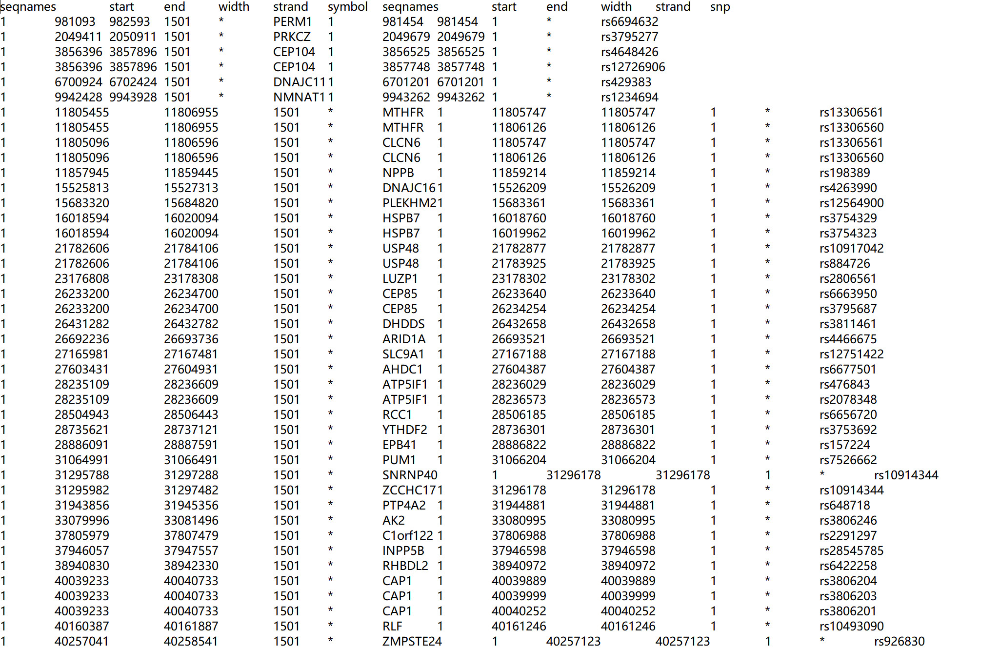 seqnames start end width strand symbol seqnames start end width strand snp
1 981093 982593 1501 * PERM1 1 981454 981454 1 * rs6694632
1 2049411 2050911 1501 * PRKCZ 1 2049679 2049679 1 * rs3795277
1 3856396 3857896 1501 * CEP104 1 3856525 3856525 1 * rs4648426
1 3856396 3857896 1501 * CEP104 1 3857748 3857748 1 * rs12726906
1 6700924 6702424 1501 * DNAJC11 1 6701201 6701201 1 * rs429383
1 9942428 9943928 1501 * NMNAT1 1 9943262 9943262 1 * rs1234694
1 11805455 11806955 1501 * MTHFR 1 11805747 11805747 1 * rs13306561
1 11805455 11806955 1501 * MTHFR 1 11806126 11806126 1 * rs13306560
1 11805096 11806596 1501 * CLCN6 1 11805747 11805747 1 * rs13306561
1 11805096 11806596 1501 * CLCN6 1 11806126 11806126 1 * rs13306560
1 11857945 11859445 1501 * NPPB 1 11859214 11859214 1 * rs198389
1 15525813 15527313 1501 * DNAJC16 1 15526209 15526209 1 * rs4263990
1 15683320 15684820 1501 * PLEKHM2 1 15683361 15683361 1 * rs12564900
1 16018594 16020094 1501 * HSPB7 1 16018760 16018760 1 * rs3754329
1 16018594 16020094 1501 * HSPB7 1 16019962 16019962 1 * rs3754323
1 21782606 21784106 1501 * USP48 1 21782877 21782877 1 * rs10917042
1 21782606 21784106 1501 * USP48 1 21783925 21783925 1 * rs884726
1 23176808 23178308 1501 * LUZP1 1 23178302 23178302 1 * rs2806561
1 26233200 26234700 1501 * CEP85 1 26233640 26233640 1 * rs6663950
1 26233200 26234700 1501 * CEP85 1 26234254 26234254 1 * rs3795687
1 26431282 26432782 1501 * DHDDS 1 26432658 26432658 1 * rs3811461
1 26692236 26693736 1501 * ARID1A 1 26693521 26693521 1 * rs4466675
1 27165981 27167481 1501 * SLC9A1 1 27167188 27167188 1 * rs12751422
1 27603431 27604931 1501 * AHDC1 1 27604387 27604387 1 * rs6677501
1 28235109 28236609 1501 * ATP5IF1 1 28236029 28236029 1 * rs476843
1 28235109 28236609 1501 * ATP5IF1 1 28236573 28236573 1 * rs2078348
1 28504943 28506443 1501 * RCC1 1 28506185 28506185 1 * rs6656720
1 28735621 28737121 1501 * YTHDF2 1 28736301 28736301 1 * rs3753692
1 28886091 28887591 1501 * EPB41 1 28886822 28886822 1 * rs157224
1 31064991 31066491 1501 * PUM1 1 31066204 31066204 1 * rs7526662
1 31295788 31297288 1501 * SNRNP40 1 31296178 31296178 1 * rs10914344
1 31295982 31297482 1501 * ZCCHC17 1 31296178 31296178 1 * rs10914344
1 31943856 31945356 1501 * PTP4A2 1 31944881 31944881 1 * rs648718
1 33079996 33081496 1501 * AK2 1 33080995 33080995 1 * rs3806246
1 37805979 37807479 1501 * C1orf122 1 37806988 37806988 1 * rs2291297
1 37946057 37947557 1501 * INPP5B 1 37946598 37946598 1 * rs28545785
1 38940830 38942330 1501 * RHBDL2 1 38940972 38940972 1 * rs6422258
1 40039233 40040733 1501 * CAP1 1 40039889 40039889 1 * rs3806204
1 40039233 40040733 1501 * CAP1 1 40039999 40039999 1 * rs3806203
1 40039233 40040733 1501 * CAP1 1 40040252 40040252 1 * rs3806201
1 40160387 40161887 1501 * RLF 1 40161246 40161246 1 * rs10493090
1 40257041 40258541 1501 * ZMPSTE24 1 40257123 40257123 1 * rs926830